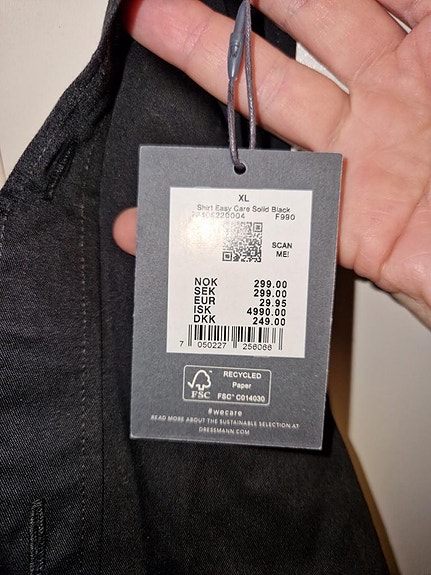 XL
Shirt Easy Care Solid Black
F990
SCAN
ME!
NOK 299.00
SEK 299.00
EUR 29.95
ISK 4990.00
DKK 249.00
7 050227 256066
RECYCLED
Paper
FSC
FSC® C014030
#wecare
READ MORE ABOUT THE SUSTAINABLE SELECTION AT
DRESSMANN.COM